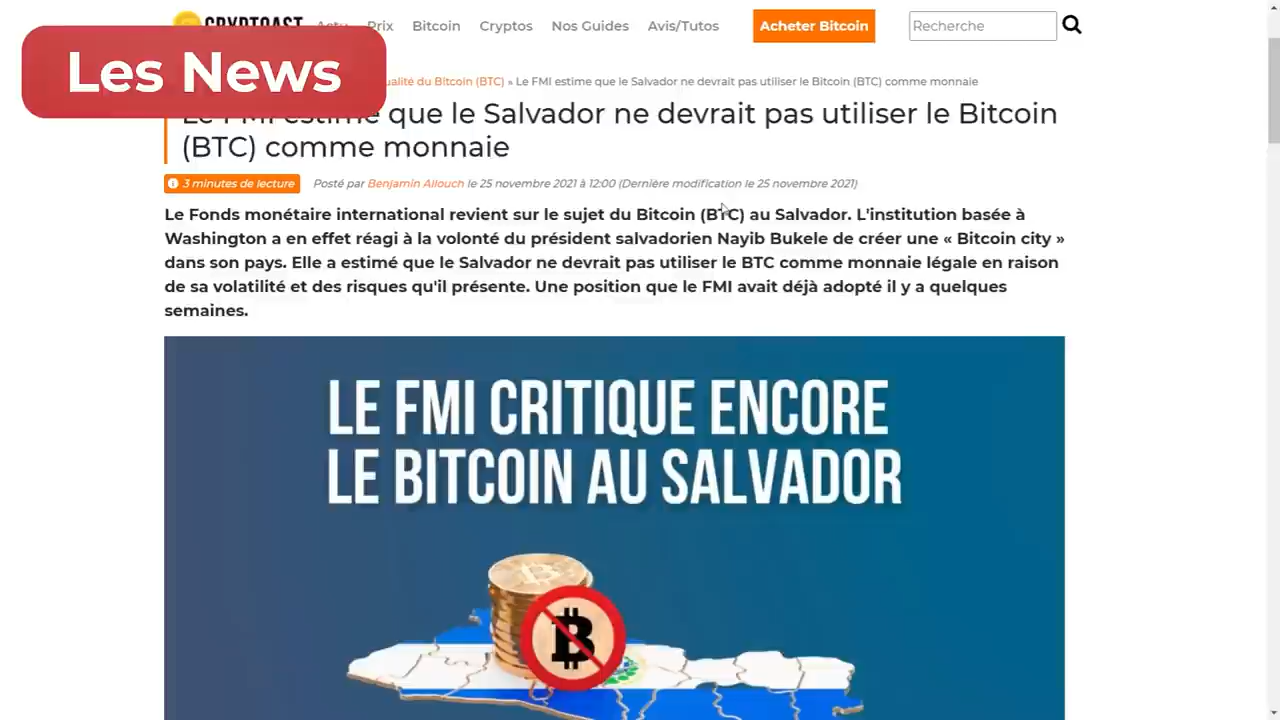 CRYPTOAST Actu Prix Bitcoin Cryptos Nos Guides Avis/Tutos Acheter Bitcoin Recherche
Les News
ualité du Bitcoin (BTC) » Le FMI estime que le Salvador ne devrait pas utiliser le Bitcoin (BTC) comme monnaie
Le FMI estime que le Salvador ne devrait pas utiliser le Bitcoin
(BTC) comme monnaie
3 minutes de lecture Posté par Benjamin Allouch le 25 novembre 2021 à 12:00 (Dernière modification le 25 novembre 2021)
Le Fonds monétaire international revient sur le sujet du Bitcoin (BTC) au Salvador. L'institution basée à
Washington a en effet réagi à la volonté du président salvadorien Nayib Bukele de créer une « Bitcoin city »
dans son pays. Elle a estimé que le Salvador ne devrait pas utiliser le BTC comme monnaie légale en raison
de sa volatilité et des risques qu'il présente. Une position que le FMI avait déjà adopté il y a quelques
semaines.
LE FMI CRITIQUE ENCORE
LE BITCOIN AU SALVADOR